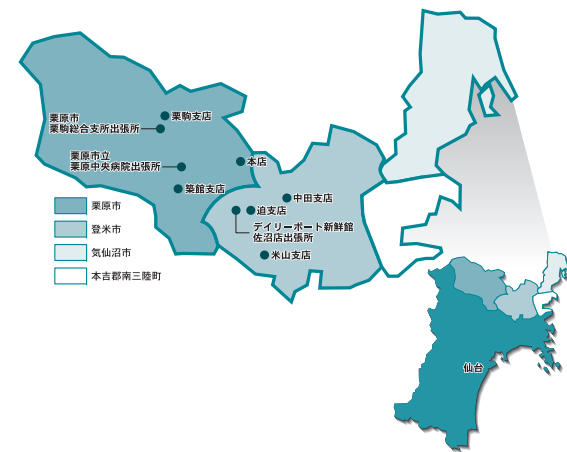 栗原市
栗駒総合支所出張所
栗駒支店
栗原市立
栗原中央病院出張所
本店
築館支店
中田支店
迫支店
デイリーポート新鮮館
佐沼店出張所
米山支店
栗原市
登米市
気仙沼市
本吉郡南三陸町
仙台